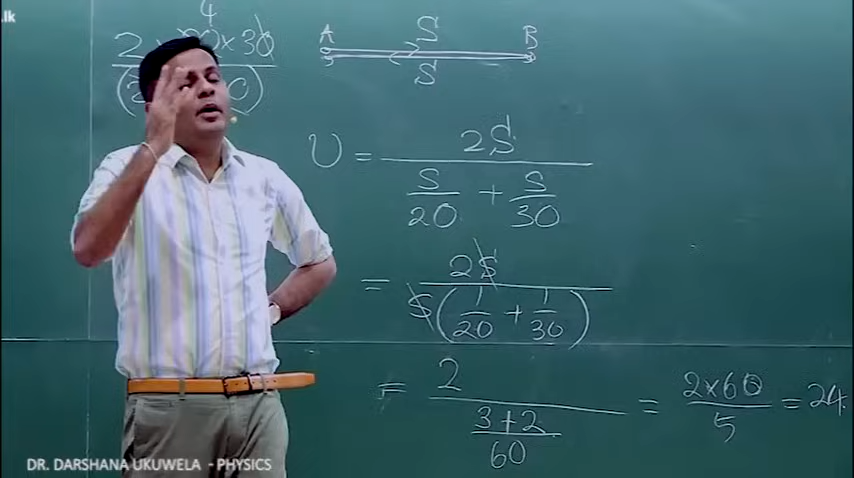 .lk
4
2 × 30
A S B
S
υ = 2S
S/20 + S/30
= 2S
S(1/20 + 1/30)
= 2 = 2×60 = 24
3+2 5
60
DR. DARSHANA UKUWELA - PHYSICS